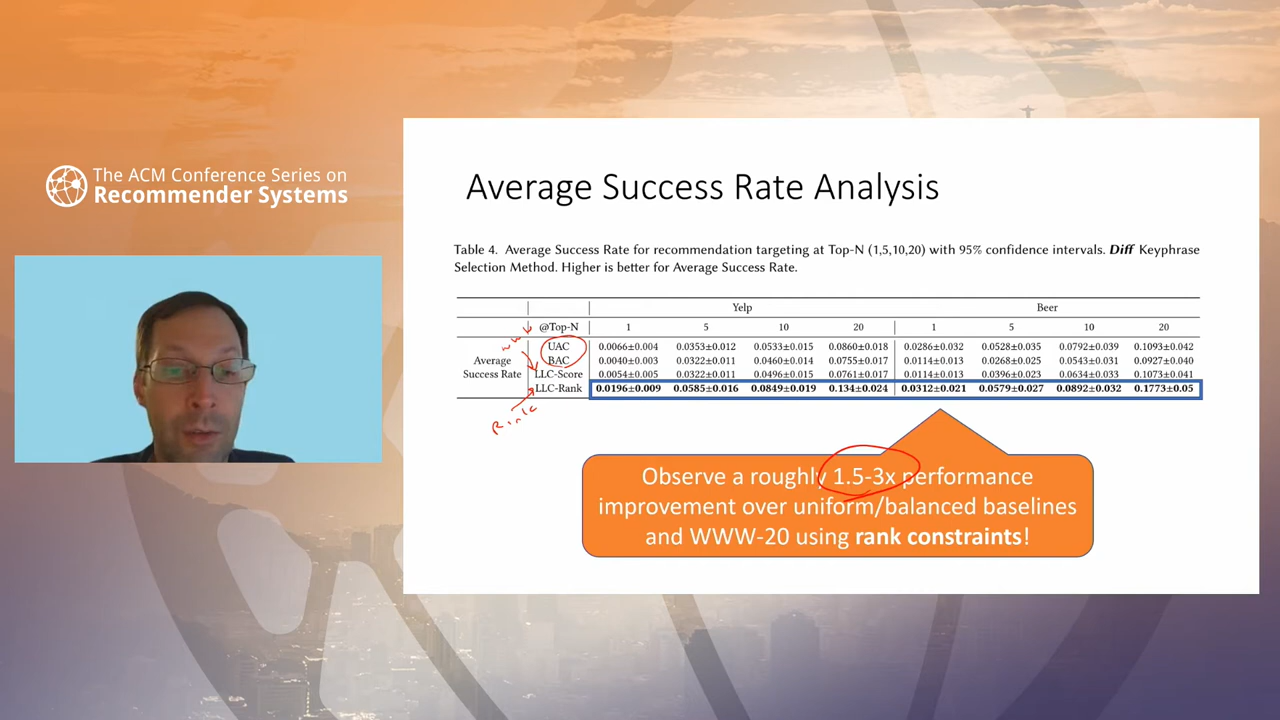 The ACM Conference Series on
Recommender Systems
Average Success Rate Analysis
Table 4. Average Success Rate for recommendation targeting at Top-N (1,5,10,20) with 95% confidence intervals. Diff Keyphrase
Selection Method. Higher is better for Average Success Rate.
Yelp Beer
@Top-N 1 5 10 20 1 5 10 20
Average Success Rate
UAC 0.0066±0.004 0.0353±0.012 0.0533±0.015 0.0860±0.018 0.0286±0.032 0.0528±0.035 0.0792±0.039 0.1093±0.042
BAC 0.0040±0.003 0.0322±0.011 0.0460±0.014 0.0755±0.017 0.0114±0.013 0.0268±0.025 0.0543±0.031 0.0927±0.040
LLC-Score 0.0054±0.005 0.0322±0.011 0.0496±0.015 0.0761±0.017 0.0114±0.013 0.0396±0.023 0.0634±0.033 0.1073±0.041
LLC-Rank 0.0196±0.009 0.0585±0.016 0.0849±0.019 0.134±0.024 0.0312±0.021 0.0579±0.027 0.0892±0.032 0.1773±0.05
Rank
Observe a roughly 1.5-3x performance
improvement over uniform/balanced baselines
and WWW-20 using rank constraints!